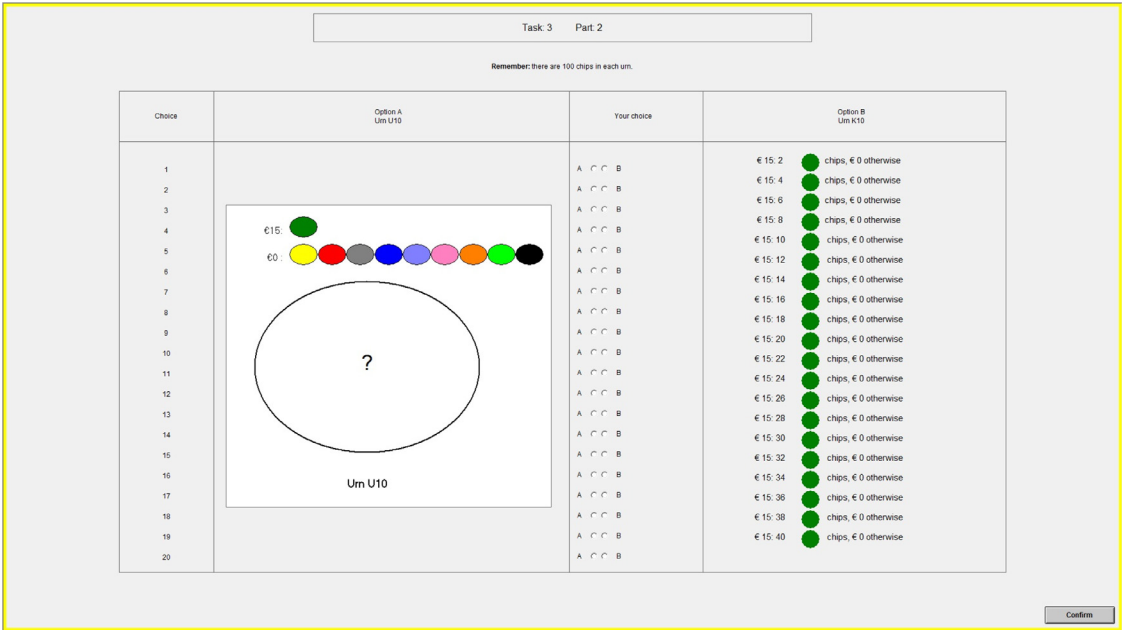 Task: 3 Part: 2
Remember: there are 100 chips in each urn.
Choice
Option A
Urn U10
Your choice
Option B
Urn K10
1 A B € 15: 2 chips, € 0 otherwise
2 A B € 15: 4 chips, € 0 otherwise
3 A B € 15: 6 chips, € 0 otherwise
4 A B € 15: 8 chips, € 0 otherwise
5 A B € 15: 10 chips, € 0 otherwise
6 A B € 15: 12 chips, € 0 otherwise
7 A B € 15: 14 chips, € 0 otherwise
8 A B € 15: 16 chips, € 0 otherwise
9 A B € 15: 18 chips, € 0 otherwise
10 A B € 15: 20 chips, € 0 otherwise
11 A B € 15: 22 chips, € 0 otherwise
12 A B € 15: 24 chips, € 0 otherwise
13 A B € 15: 26 chips, € 0 otherwise
14 A B € 15: 28 chips, € 0 otherwise
15 A B € 15: 30 chips, € 0 otherwise
16 A B € 15: 32 chips, € 0 otherwise
17 A B € 15: 34 chips, € 0 otherwise
18 A B € 15: 36 chips, € 0 otherwise
19 A B € 15: 38 chips, € 0 otherwise
20 A B € 15: 40 chips, € 0 otherwise
€15:
€0 :
?
Urn U10
Confirm